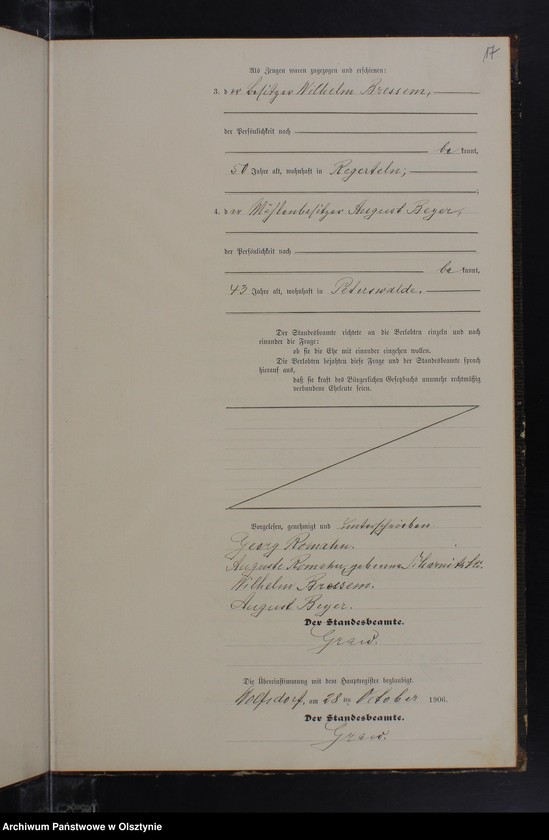 17
Als Zeugen waren zugezogen und erschienen:
3. der Besitzer Wilhelm Bressem,
der Persönlichkeit nach
be kannt,
50 Jahre alt, wohnhaft in Regerteln;
;
4. der Mühlenbesitzer August Beyer,
der Persönlichkeit nach
be kannt,
43 Jahre alt, wohnhaft in Peterswalde.
Der Standesbeamte richtete an die Verlobten einzeln und nach
einander die Frage:
ob sie die Ehe mit einander eingehen wollen.
Die Verlobten bejahten diese Frage und der Standesbeamte sprach
hierauf aus,
daß sie kraft des Bürgerlichen Gesetzbuchs nunmehr rechtmäßig
verbundene Eheleute seien.
Vorgelesen, genehmigt und unterschrieben
Georg Romahn.
Auguste Romahn, geborene
Wilhelm Bressem.
August Beyer.
Der Standesbeamte.
Graw.
Die Übereinstimmung mit dem Hauptregister beglaubigt.
Wolfsdorf, am 28 ten October 1906.
Der Standesbeamte.
Graw.
Archiwum Państwowe w Olsztynie